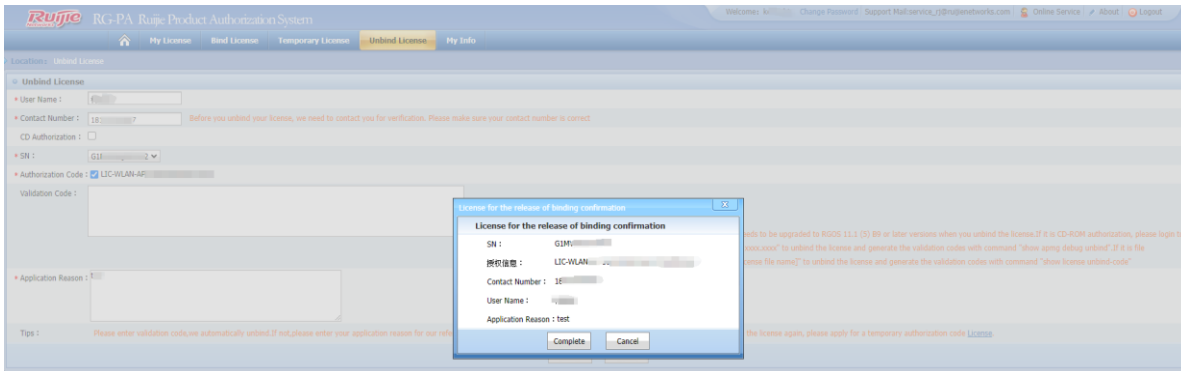 Ruijie RG-PA Ruijie Product Authorization System
Welcome: Change Password | Support Mail:service_rj@ruijienetworks.com | Online Service | About | Logout
My License Bind License Temporary License Unbind License My Info
Locations: Unbind License
Unbind License
* User Name :
* Contact Number : 18 7 Before you unbind your license, we need to contact you for verification. Please make sure your contact number is correct
CD Authorization :
* SN : G1 2
* Authorization Code : LIC-WLAN-AP
Validation Code :
License for the release of binding confirmation
License for the release of binding confirmation
SN : G1M
授权信息 : LIC-WLAN
Contact Number : 18
User Name :
Application Reason : test
Complete Cancel
eeds to be upgraded to RGOS 11.1 (5) B9 or later versions when you unbind the license.If it is CD-ROM authorization, please login t
xxx.xxxx" to unbind the license and generate the validation codes with command "show apmg debug unbind".If it is file
cense file name]" to unbind the license and generate the validation codes with command "show license unbind-code"
* Application Reason :
Tips : Please enter validation code,we automatically unbind.If not,please enter your application reason for our refe the license again, please apply for a temporary authorization code License.